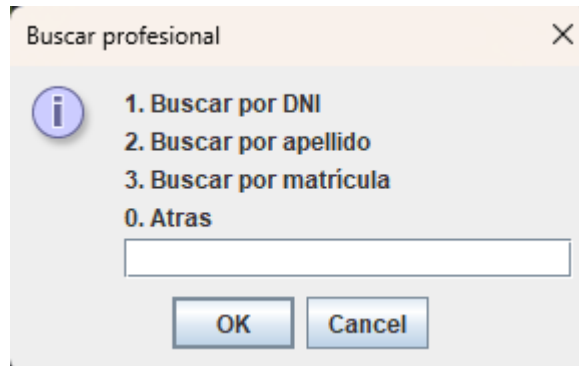 Buscar profesional
1. Buscar por DNI
2. Buscar por apellido
3. Buscar por matrícula
0. Atras
OK Cancel